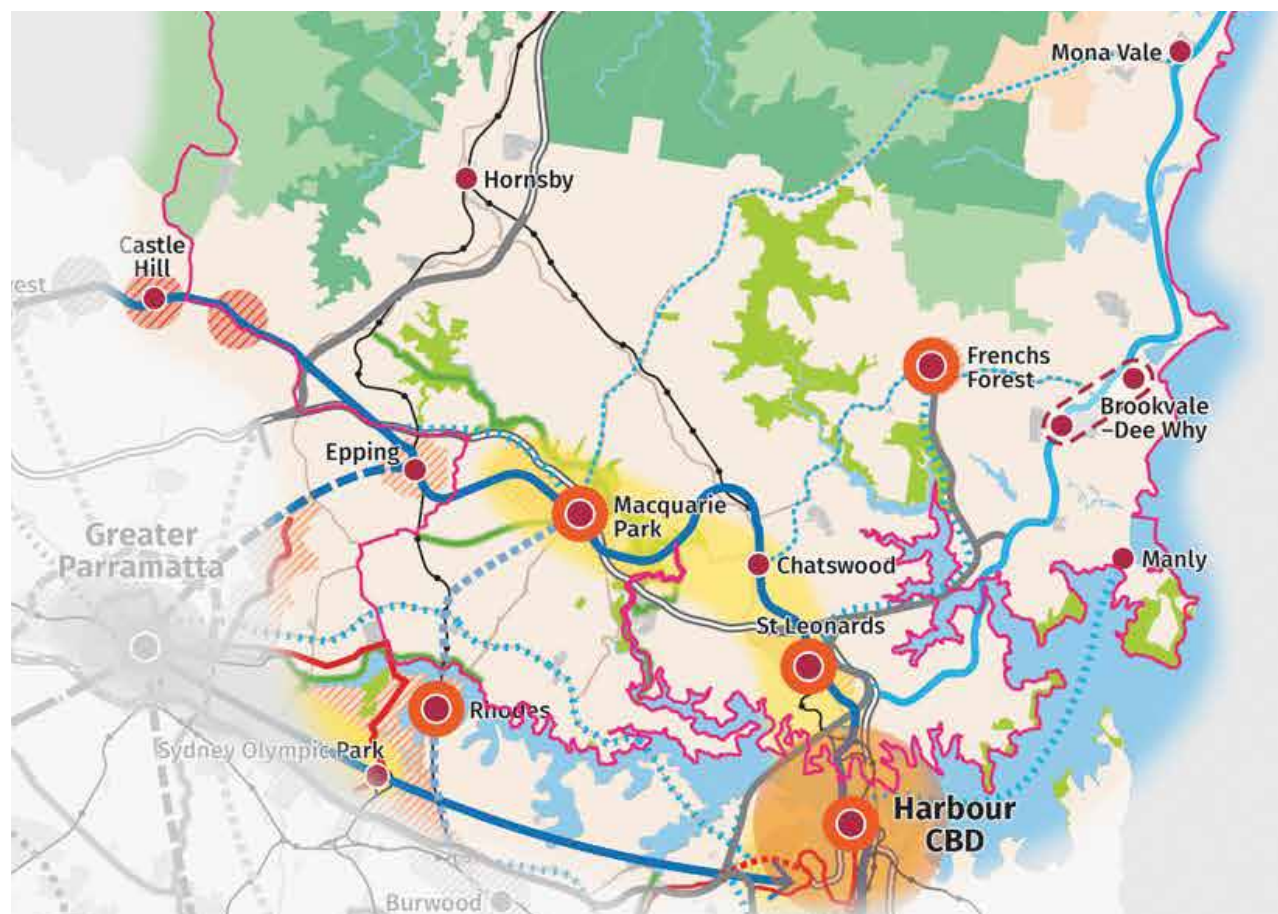 Mona Vale
Hornsby
Castle
Hill
est
Frenchs
Forest
Brookvale
–Dee Why
Epping
Macquarie
Park
Greater
Parramatta
Chatswood
Manly
St Leonards
Rhodes
Sydney Olympic Park
Harbour
CBD
Burwood